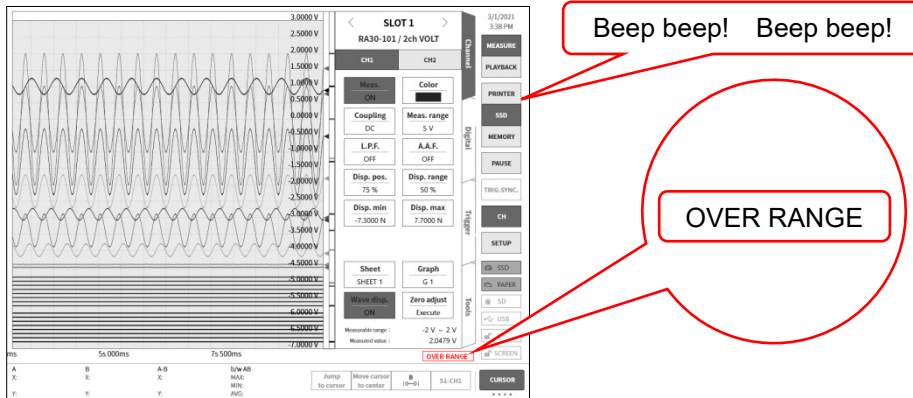 3.0000 V
2.5000 V
2.0000 V
1.5000 V
1.0000 V
0.5000 V
0.0000 V
-0.5000 V
-1.0000 V
-1.5000 V
-2.0000 V
-2.5000 V
-3.0000 V
-3.5000 V
-4.0000 V
-4.5000 V
-5.0000 V
-5.5000 V
-6.0000 V
-6.5000 V
-7.0000 V
ms 5s000ms 7s500ms
SLOT 1
RA30-101 / 2ch VOLT
CH1 CH2
Meas. Color
ON
Coupling Meas. range
DC 5 V
L.P.F. A.A.F.
OFF OFF
Disp. pos. Disp. range
75 % 50 %
Disp. min Disp. max
-7.3000 N 7.7000 N
Sheet Graph
SHEET 1 G 1
Wave disp. Zero adjust
ON Execute
Measurable range : -2 V ~ 2 V
Measured value : 2.0479 V
OVER RANGE
Channel
Digital
Trigger
Tools
3/1/2021
3:38 PM
MEASURE
PLAYBACK
PRINTER
SSD
MEMORY
PAUSE
TRIG.SYNC.
CH
SETUP
SSD
PAPER
SD
USB
SCREEN
A B A-B b/w AB
X: X: X: MAX:
MIN:
Y: Y: Y: AVG:
Jump Move cursor B S1-CH1 CURSOR
to cursor to center
Beep beep! Beep beep!
OVER RANGE